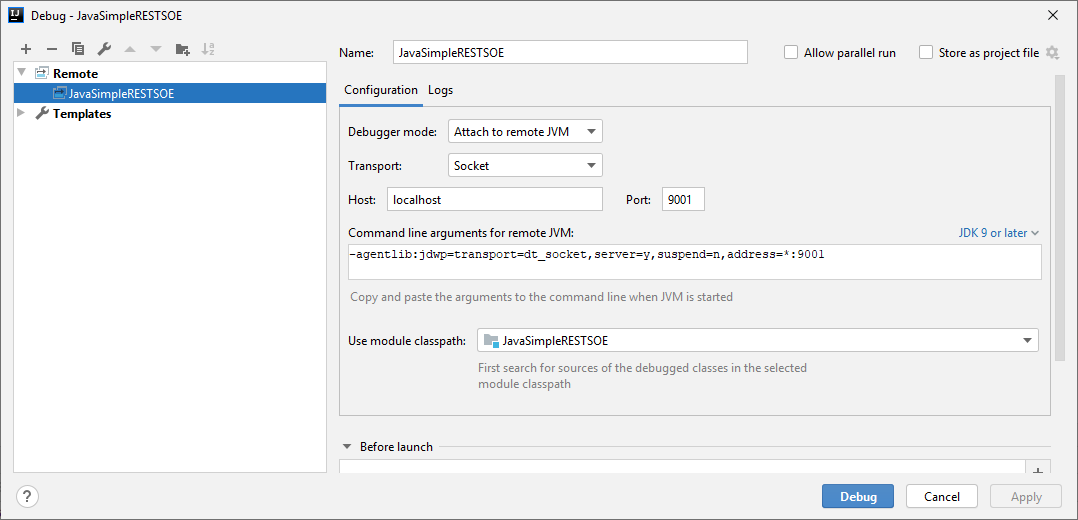 IJ
Debug - JavaSimpleRESTSOE
Remote
JavaSimpleRESTSOE
Templates
Name: JavaSimpleRESTSOE Allow parallel run Store as project file
Configuration Logs
Debugger mode: Attach to remote JVM
Transport: Socket
Host: localhost Port: 9001
Command line arguments for remote JVM: JDK 9 or later
-agentlib:jdwp=transport=dt_socket,server=y,suspend=n,address=*:9001
Copy and paste the arguments to the command line when JVM is started
Use module classpath: JavaSimpleRESTSOE
First search for sources of the debugged classes in the selected
module classpath
Before launch
? Debug Cancel Apply